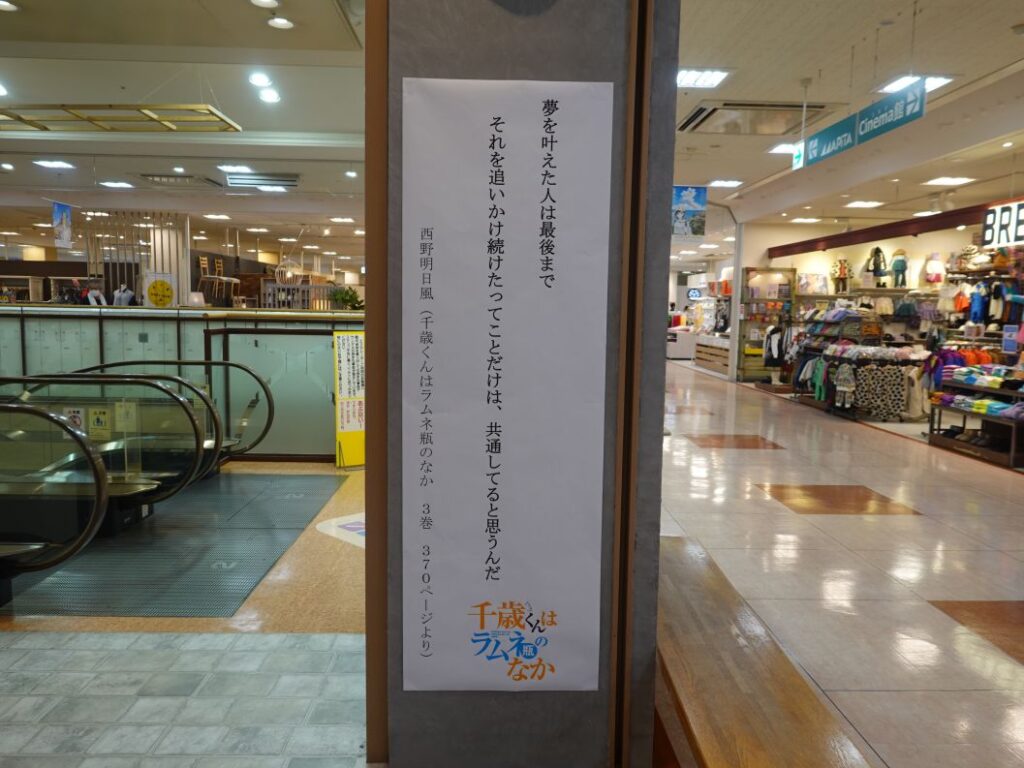 夢を叶えた人は最後まで
それを追いかけ続けたってことだけは、共通してると思うんだ
西野明日風（千歳くんはラムネ瓶のなか　3巻　370ページより）
千歳くんは
ラムネ瓶の
なか
MAPiTA
Cinema館
BRE